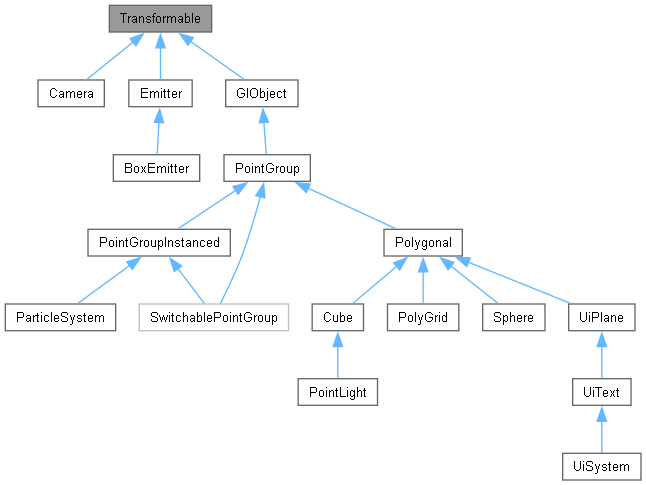 Transformable
Camera
Emitter
GlObject
BoxEmitter
PointGroup
PointGroupInstanced
Polygonal
ParticleSystem
SwitchablePointGroup
Cube
PolyGrid
Sphere
UiPlane
PointLight
UiText
UiSystem